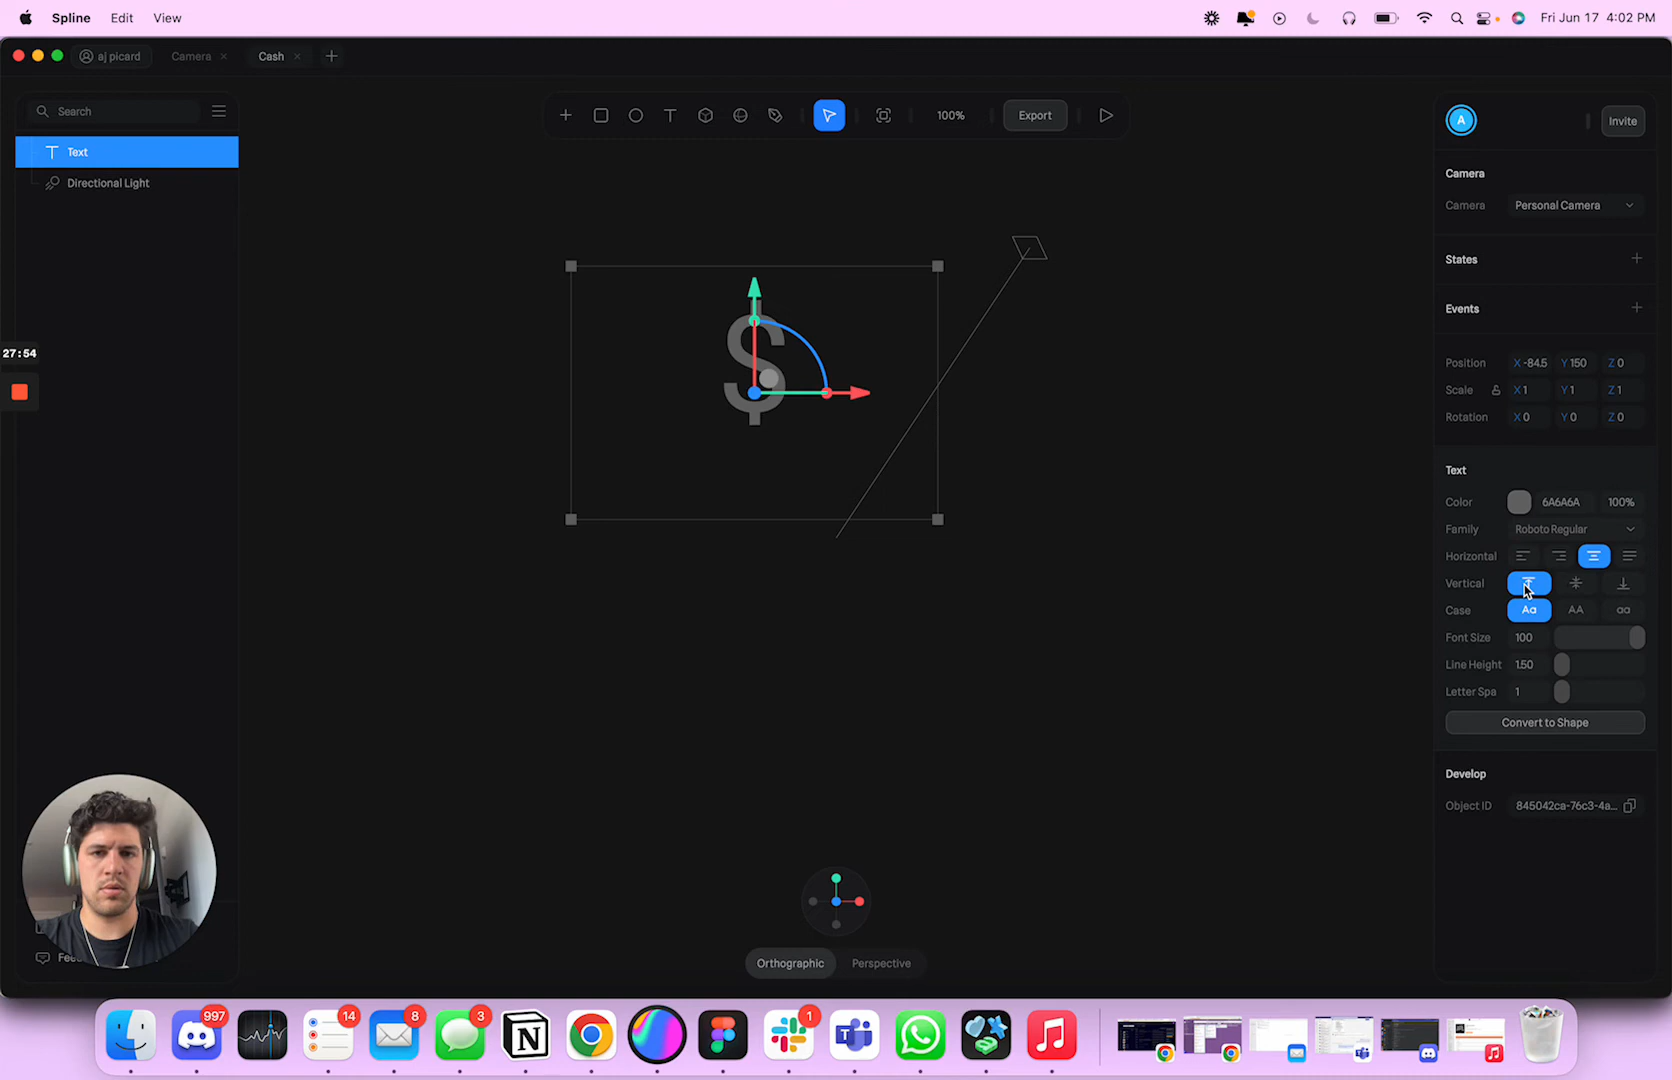 Spline Edit View
Fri Jun 17 4:02 PM
aj picard
Camera
Cash
Search
Text
Directional Light
100%
Export
A
Invite
Camera
Camera Personal Camera
States
Events
Position X -84.5 Y 150 Z 0
Scale X 1 Y 1 Z 1
Rotation X 0 Y 0 Z 0
$
27:54
Text
Color 6A6A6A 100%
Family Roboto Regular
Horizontal
Vertical
Case Aa AA aa
Font Size 100
Line Height 1.50
Letter Spa 1
Convert to Shape
Develop
Object ID 845042ca-76c3-4a...
Orthographic Perspective
997
14
8
3
1